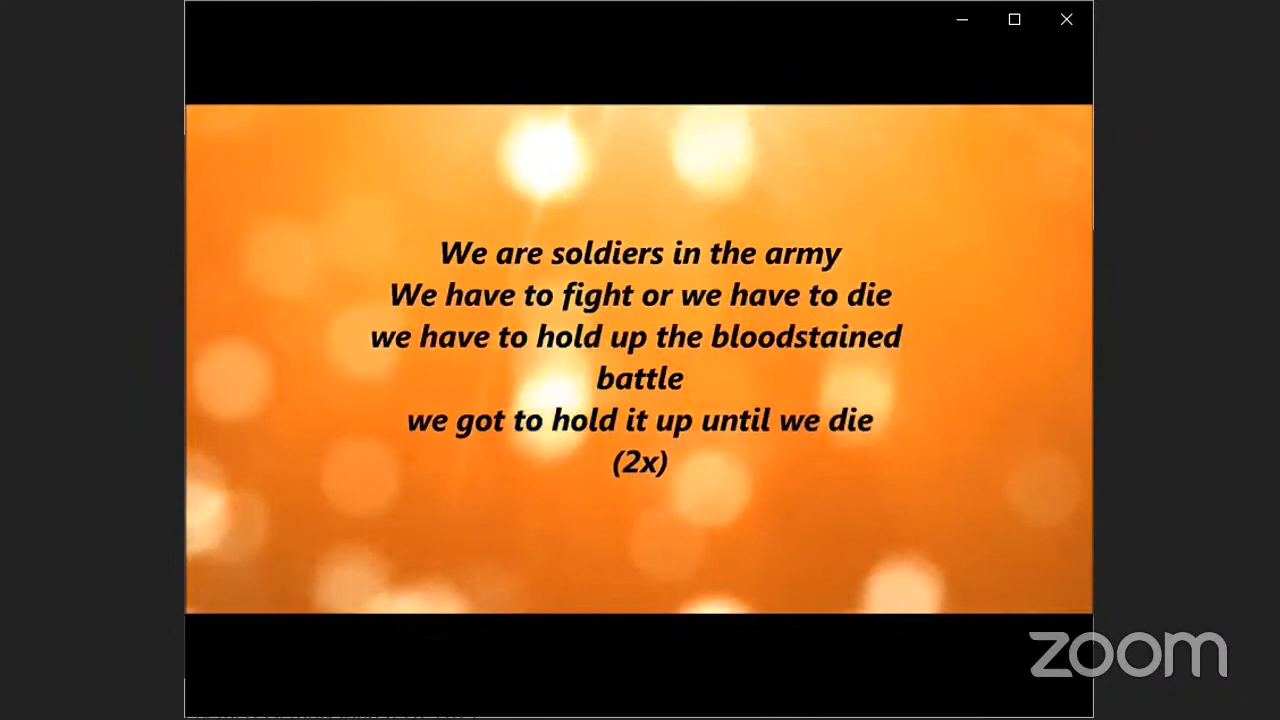 We are soldiers in the army
We have to fight or we have to die
we have to hold up the bloodstained
battle
we got to hold it up until we die
(2x)
zoom